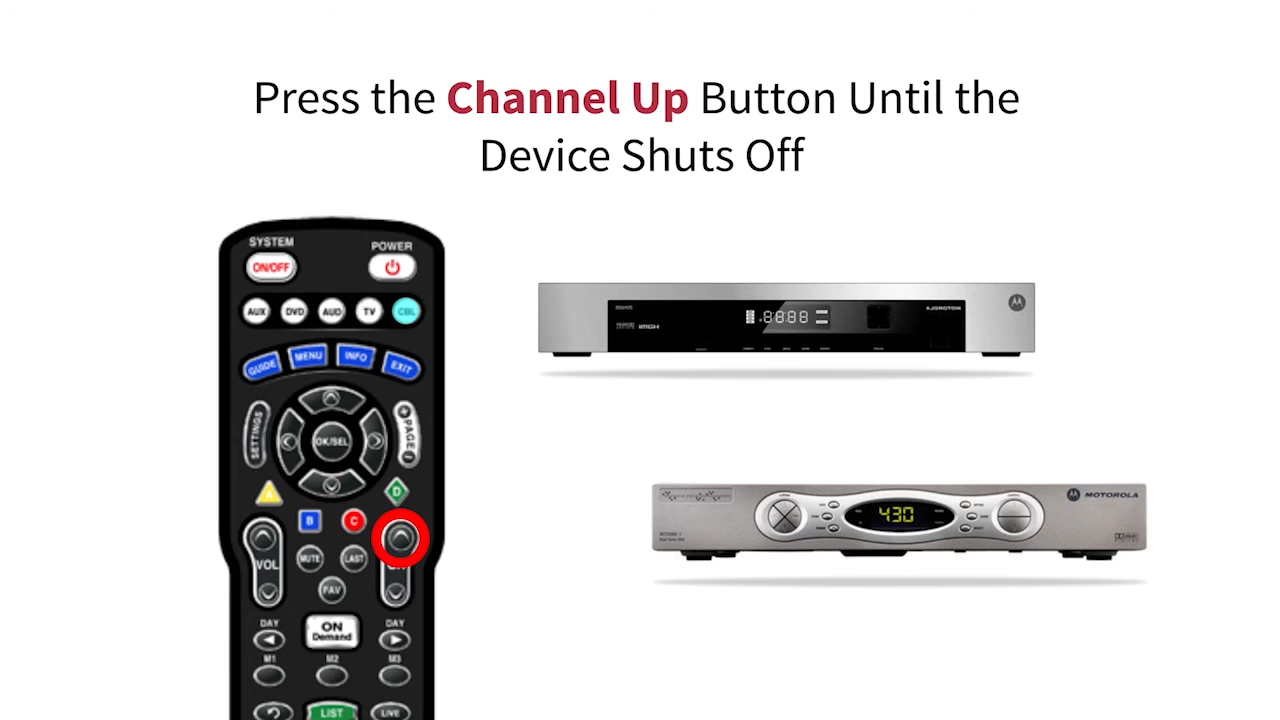 Press the Channel Up Button Until the
Device Shuts Off
SYSTEM
POWER
ON/OFF
AUX
DVD
AUD
TV
CBL
GUIDE
MENU
INFO
EXIT
SETTINGS
OK/SEL
+ PAGE -
A
D
B
C
VOL
MUTE
LAST
FAV
DAY
ON
Demand
DAY
M1
M2
M3
LIST
LIVE
MOTOROLA
430
MOTOROLA